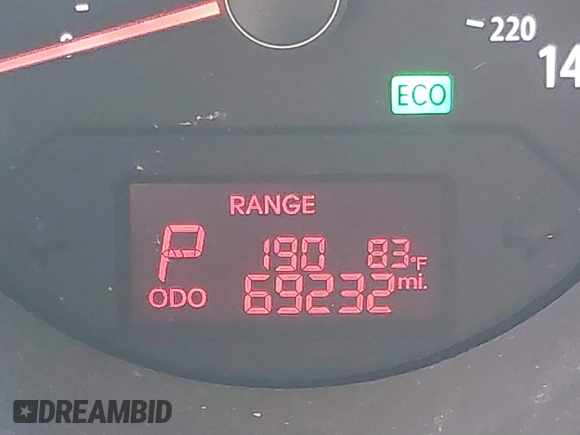 220
14
ECO
RANGE
P 190 83°F
ODO 69232 mi.
DREAMBID